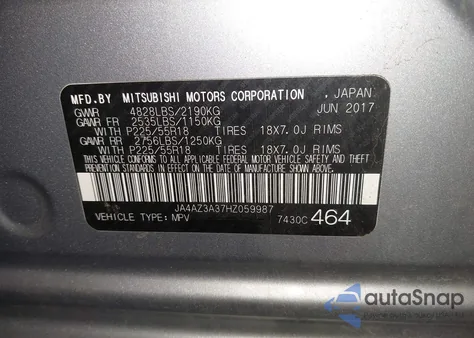 MFD.BY MITSUBISHI MOTORS CORPORATION , JAPAN
GVWR 4828LBS/2190KG JUN 2017
GAWR FR 2535LBS/1150KG
WITH P225/55R18 TIRES 18X7.0J RIMS
GAWR RR 2756LBS/1250KG
WITH P225/55R18 TIRES 18X7.0J RIMS
THIS VEHICLE CONFORMS TO ALL APPLICABLE FEDERAL MOTOR VEHICLE SAFETY AND THEFT
PREVENTION STANDARDS IN EFFECT ON THE DATE OF MANUFACTURE SHOWN ABOVE.
JA4AZ3A37HZ059987
VEHICLE TYPE: MPV 7430C 464
autoSnap